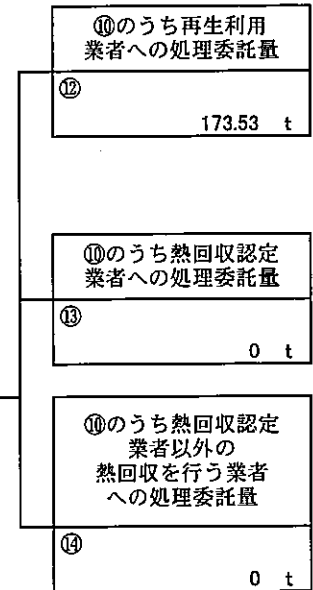 ⑩のうち再生利用
業者への処理委託量
⑫
173.53 t
⑩のうち熱回収認定
業者への処理委託量
⑬
0 t
⑩のうち熱回収認定
業者以外の
熱回収を行う業者
への処理委託量
⑭
0 t